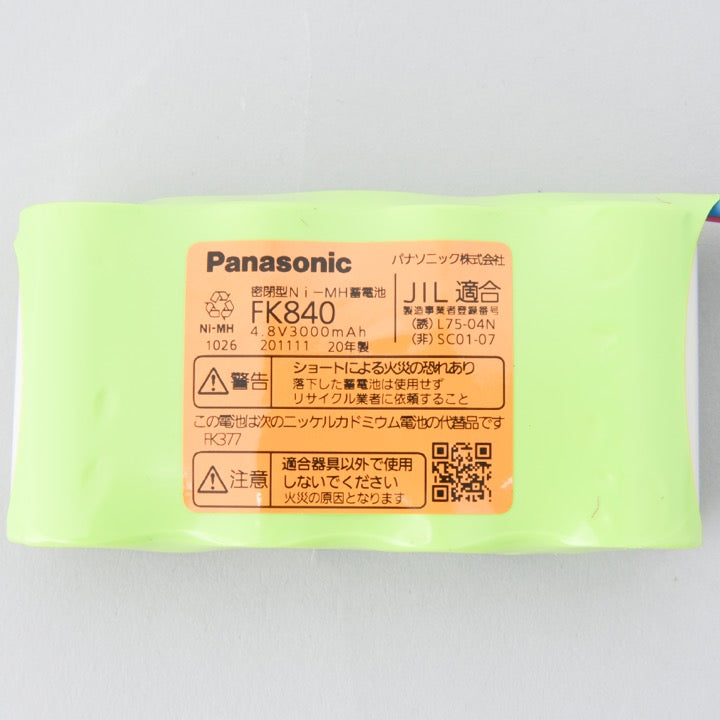 Panasonic
パナソニック株式会社
密閉型Ni-MH蓄電池
FK840
4.8V3000mAh
Ni-MH
1026 201111 20年製
JIL 適合
製造事業者登録番号
(誘)L75-04N
(非)SC01-07
警告
ショートによる火災の恐れあり
落下した蓄電池は使用せず
リサイクル業者に依頼すること
この電池は次のニッケルカドミウム電池の代替品です
FK377
注意
適合器具以外で使用
しないでください
火災の原因となります